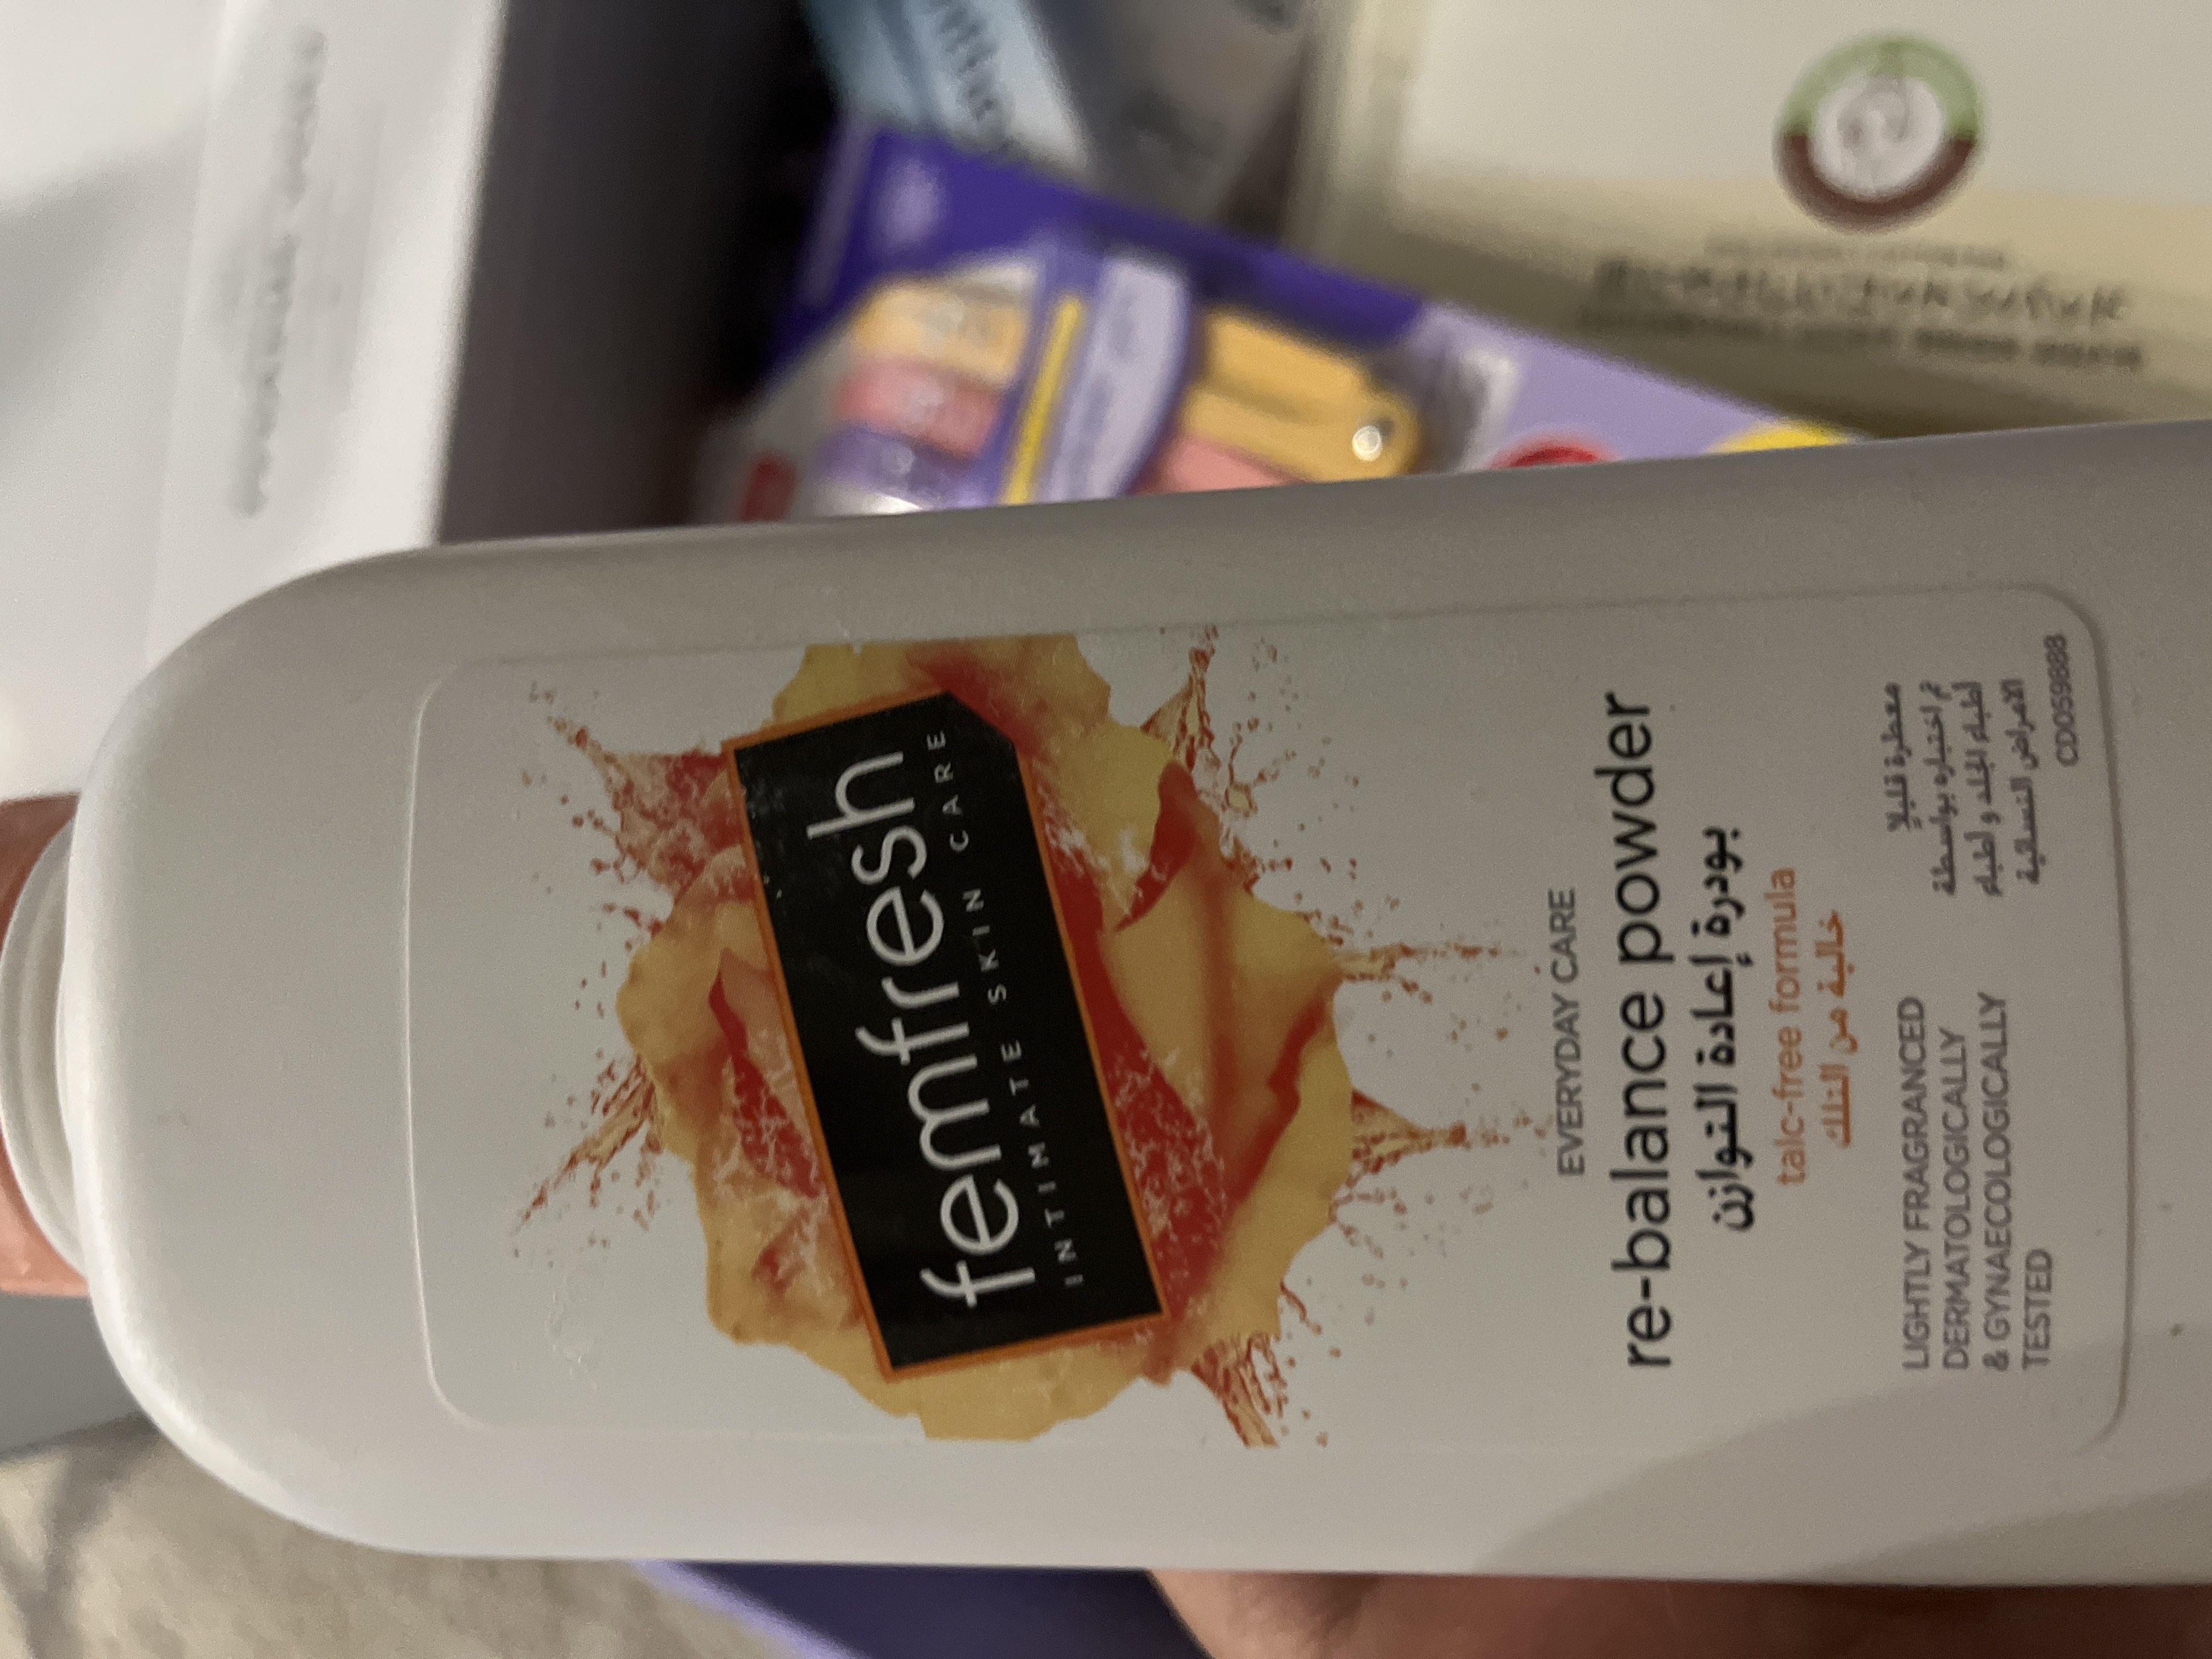 femfresh
INTIMATE SKIN CARE
EVERYDAY CARE
re-balance powder
بودرة إعادة التوازن
talc-free formula
خالية من التلك
LIGHTLY FRAGRANCED
DERMATOLOGICALLY
& GYNAECOLOGICALLY
TESTED
معطرة قليلاً
تم اختباره بواسطة
أطباء الجلد و أطباء
الأمراض النسائية
CD059888